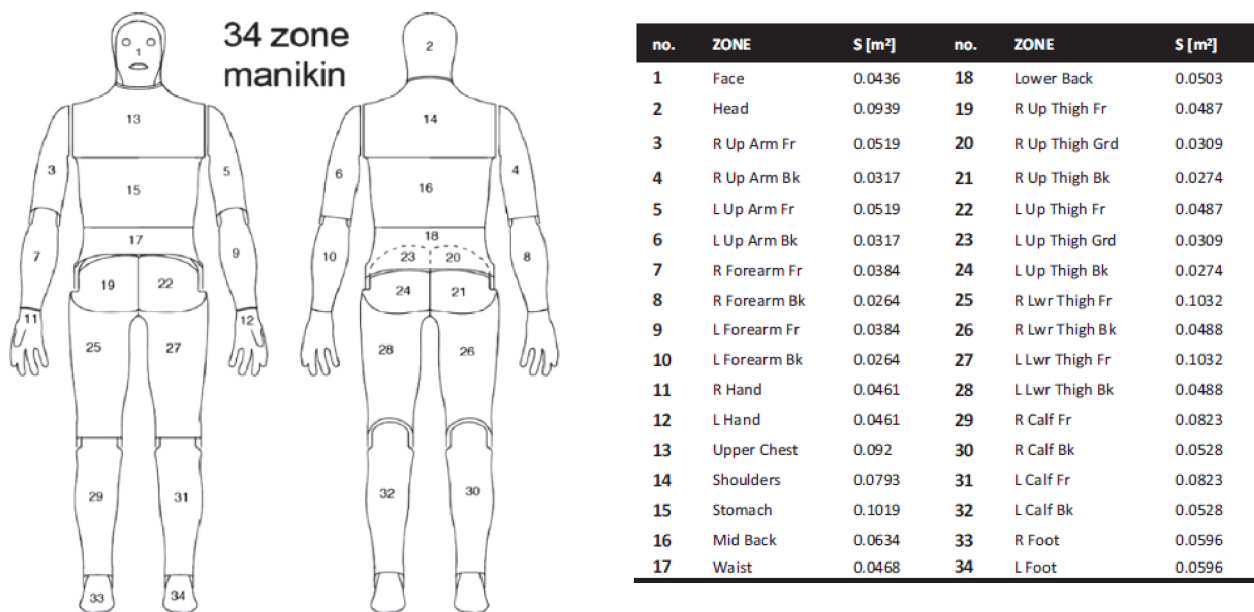 34 zone
manikin
1
13
3
5
15
17
7
9
19
22
11
12
25
27
29
31
33
34
2
14
6
4
16
18
23
20
10
8
24
21
28
26
32
30
no. ZONE S [m²] no. ZONE S [m²]
1 Face 0.0436 18 Lower Back 0.0503
2 Head 0.0939 19 R Up Thigh Fr 0.0487
3 R Up Arm Fr 0.0519 20 R Up Thigh Grd 0.0309
4 R Up Arm Bk 0.0317 21 R Up Thigh Bk 0.0274
5 L Up Arm Fr 0.0519 22 L Up Thigh Fr 0.0487
6 L Up Arm Bk 0.0317 23 L Up Thigh Grd 0.0309
7 R Forearm Fr 0.0384 24 L Up Thigh Bk 0.0274
8 R Forearm Bk 0.0264 25 R Lwr Thigh Fr 0.1032
9 L Forearm Fr 0.0384 26 R Lwr Thigh Bk 0.0488
10 L Forearm Bk 0.0264 27 L Lwr Thigh Fr 0.1032
11 R Hand 0.0461 28 L Lwr Thigh Bk 0.0488
12 L Hand 0.0461 29 R Calf Fr 0.0823
13 Upper Chest 0.092 30 R Calf Bk 0.0528
14 Shoulders 0.0793 31 L Calf Fr 0.0823
15 Stomach 0.1019 32 L Calf Bk 0.0528
16 Mid Back 0.0634 33 R Foot 0.0596
17 Waist 0.0468 34 L Foot 0.0596